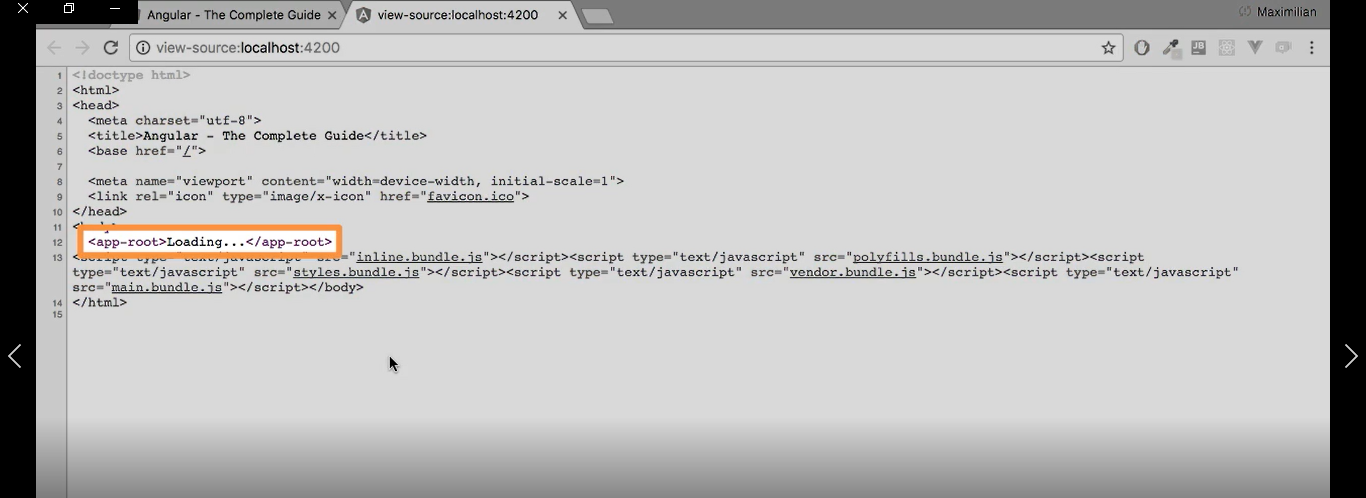 Angular - The Complete Guide
view-source:localhost:4200
Maximilian
view-source:localhost:4200
JB
1 <!doctype html>
2 <html>
3 <head>
4 <meta charset="utf-8">
5 <title>Angular - The Complete Guide</title>
6 <base href="/">
7
8 <meta name="viewport" content="width=device-width, initial-scale=1">
9 <link rel="icon" type="image/x-icon" href="favicon.ico">
10 </head>
11
12 <app-root>Loading...</app-root>
13 <script type="text/javascript" src="inline.bundle.js"></script><script type="text/javascript" src="polyfills.bundle.js"></script><script
type="text/javascript" src="styles.bundle.js"></script><script type="text/javascript" src="vendor.bundle.js"></script><script type="text/javascript"
src="main.bundle.js"></script></body>
14 </html>
15